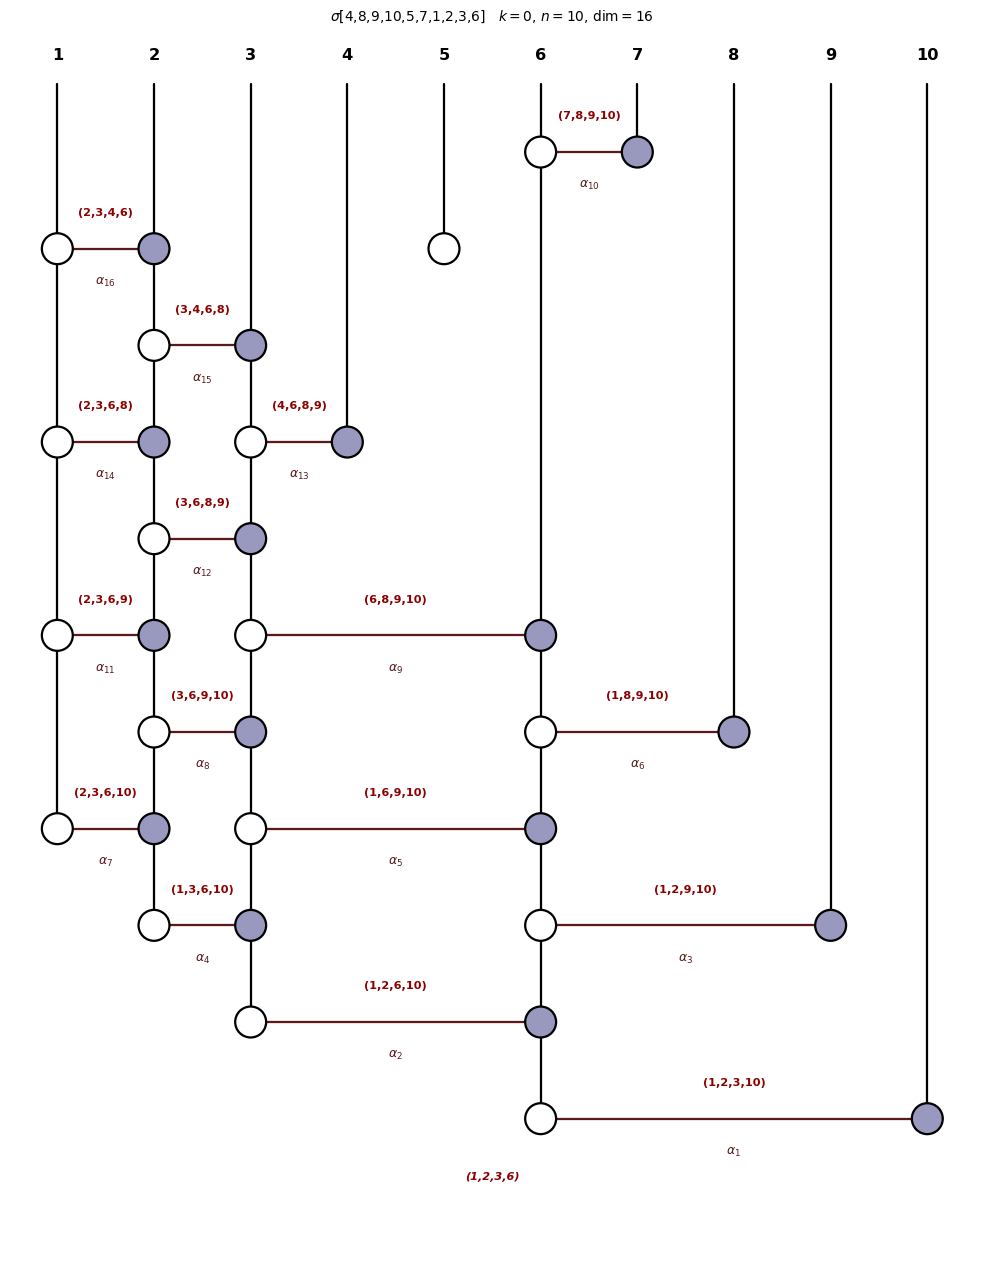 σ[4,8,9,10,5,7,1,2,3,6] k=0, n=10, dim=16
1 2 3 4 5 6 7 8 9 10
(7,8,9,10)
α₁₀
(2,3,4,6)
α₁₆
(3,4,6,8)
α₁₅
(2,3,6,8) (4,6,8,9)
α₁₄ α₁₃
(3,6,8,9)
α₁₂
(2,3,6,9) (6,8,9,10)
α₁₁ α₉
(3,6,9,10) (1,8,9,10)
α₈ α₆
(2,3,6,10) (1,6,9,10)
α₇ α₅
(1,3,6,10) (1,2,9,10)
α₄ α₃
(1,2,6,10)
α₂
(1,2,3,10)
α₁
(1,2,3,6)